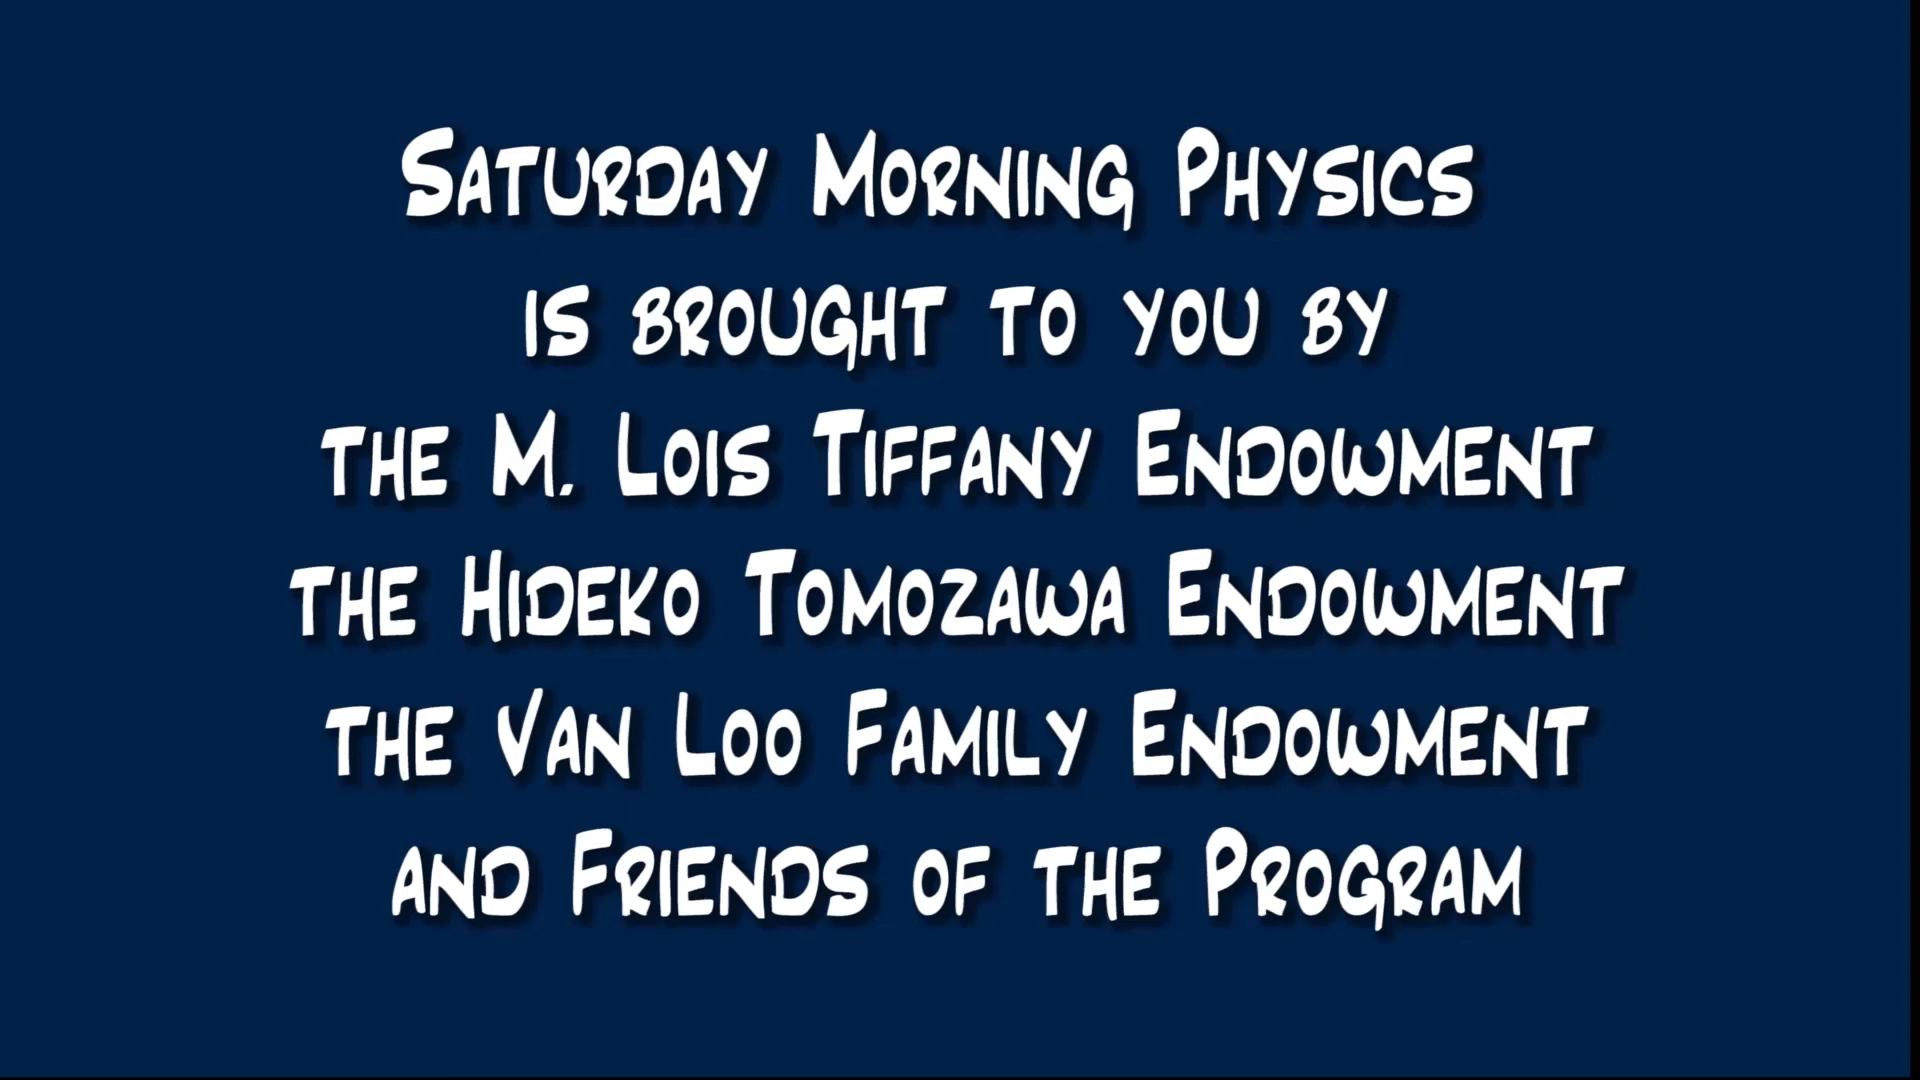 Saturday Morning Physics
is brought to you by
the M. Lois Tiffany Endowment
the Hideko Tomozawa Endowment
the Van Loo Family Endowment
and Friends of the Program